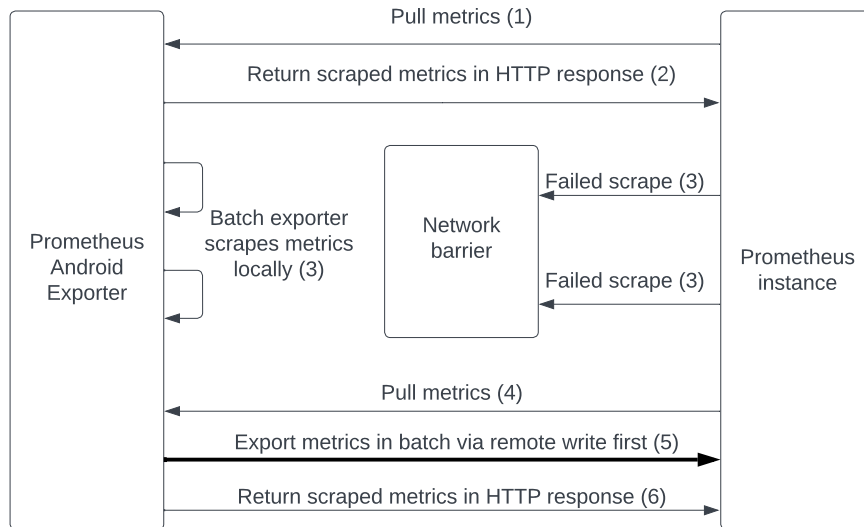 Pull metrics (1)
Return scraped metrics in HTTP response (2)
Failed scrape (3)
Batch exporter
scrapes metrics
locally (3)
Network
barrier
Prometheus
Android
Exporter
Prometheus
instance
Failed scrape (3)
Pull metrics (4)
Export metrics in batch via remote write first (5)
Return scraped metrics in HTTP response (6)